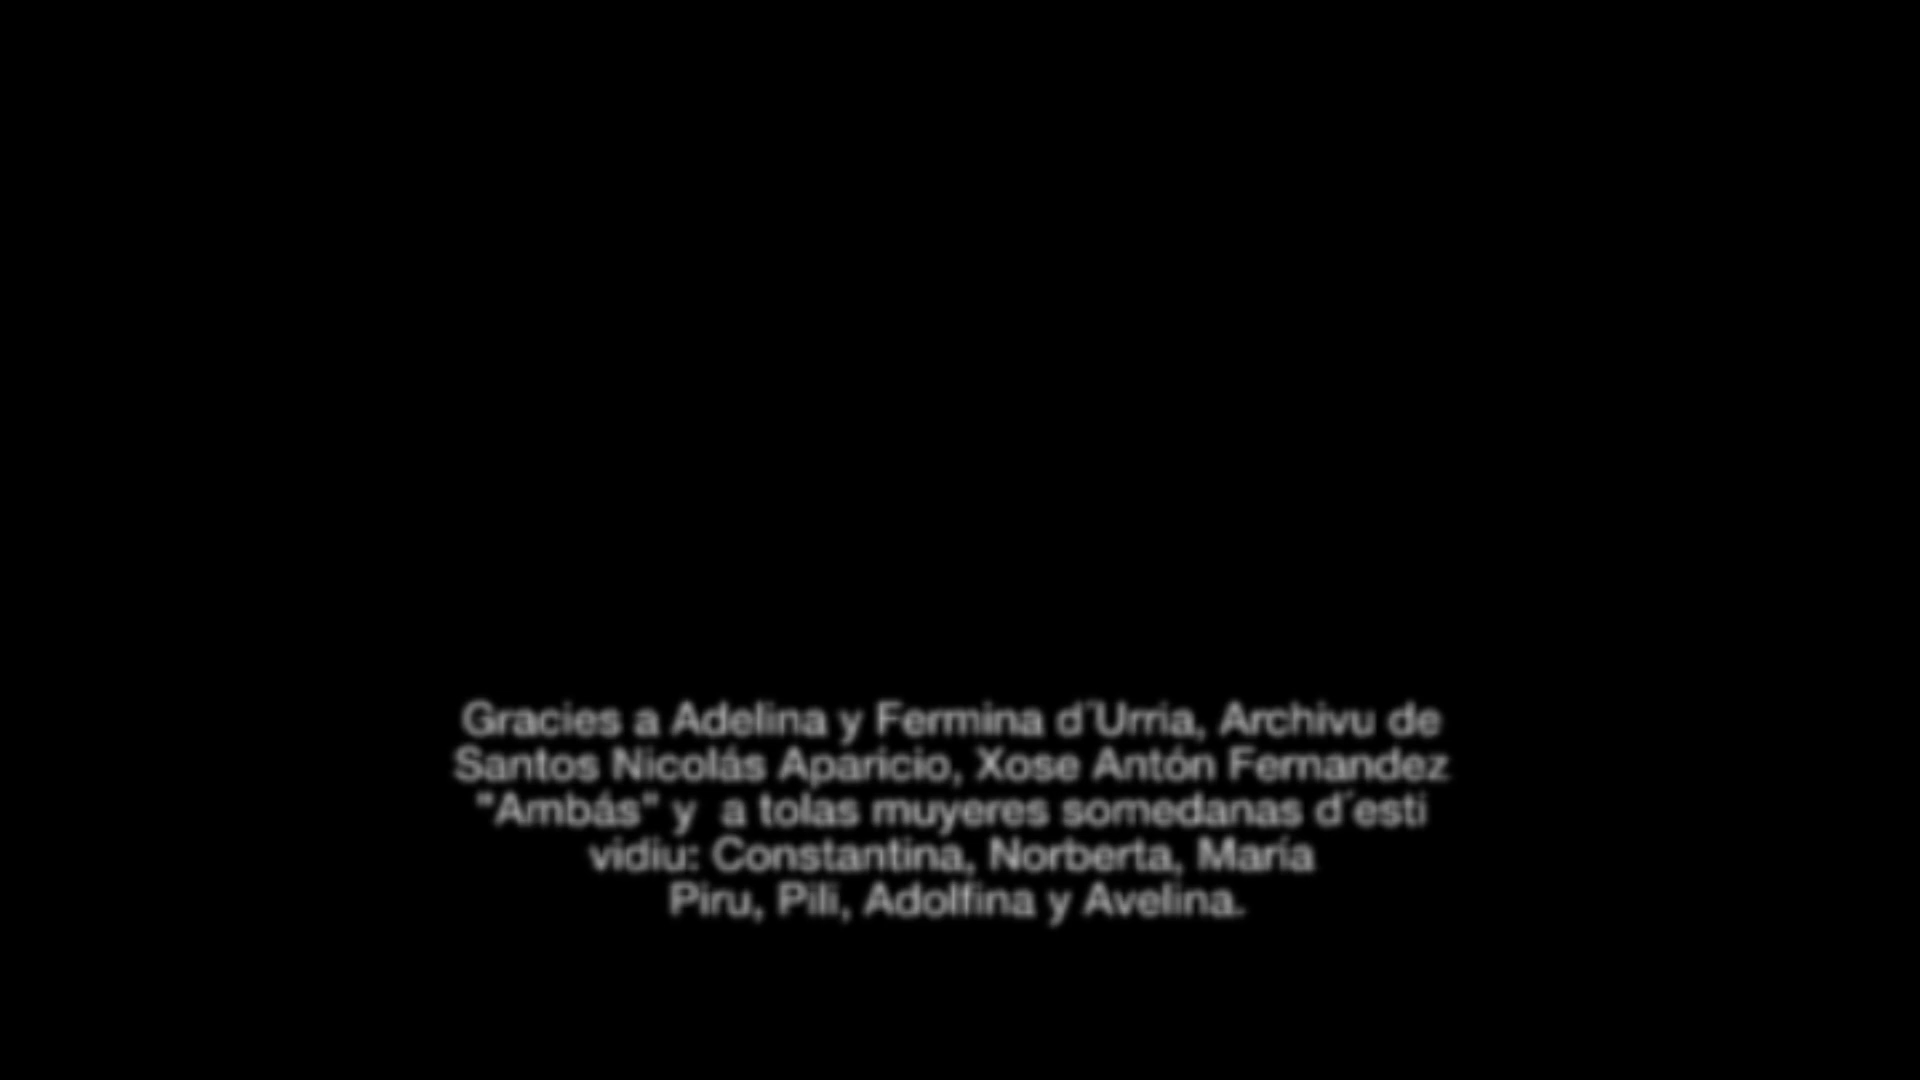 Gracies a Adelina y Fermina d´Urria, Archivu de
Santos Nicolás Aparicio, Xose Antón Fernandez
"Ambás" y  a tolas muyeres somedanas d´esti
vidiu: Constantina, Norberta, María
Piru, Pili, Adolfina y Avelina.